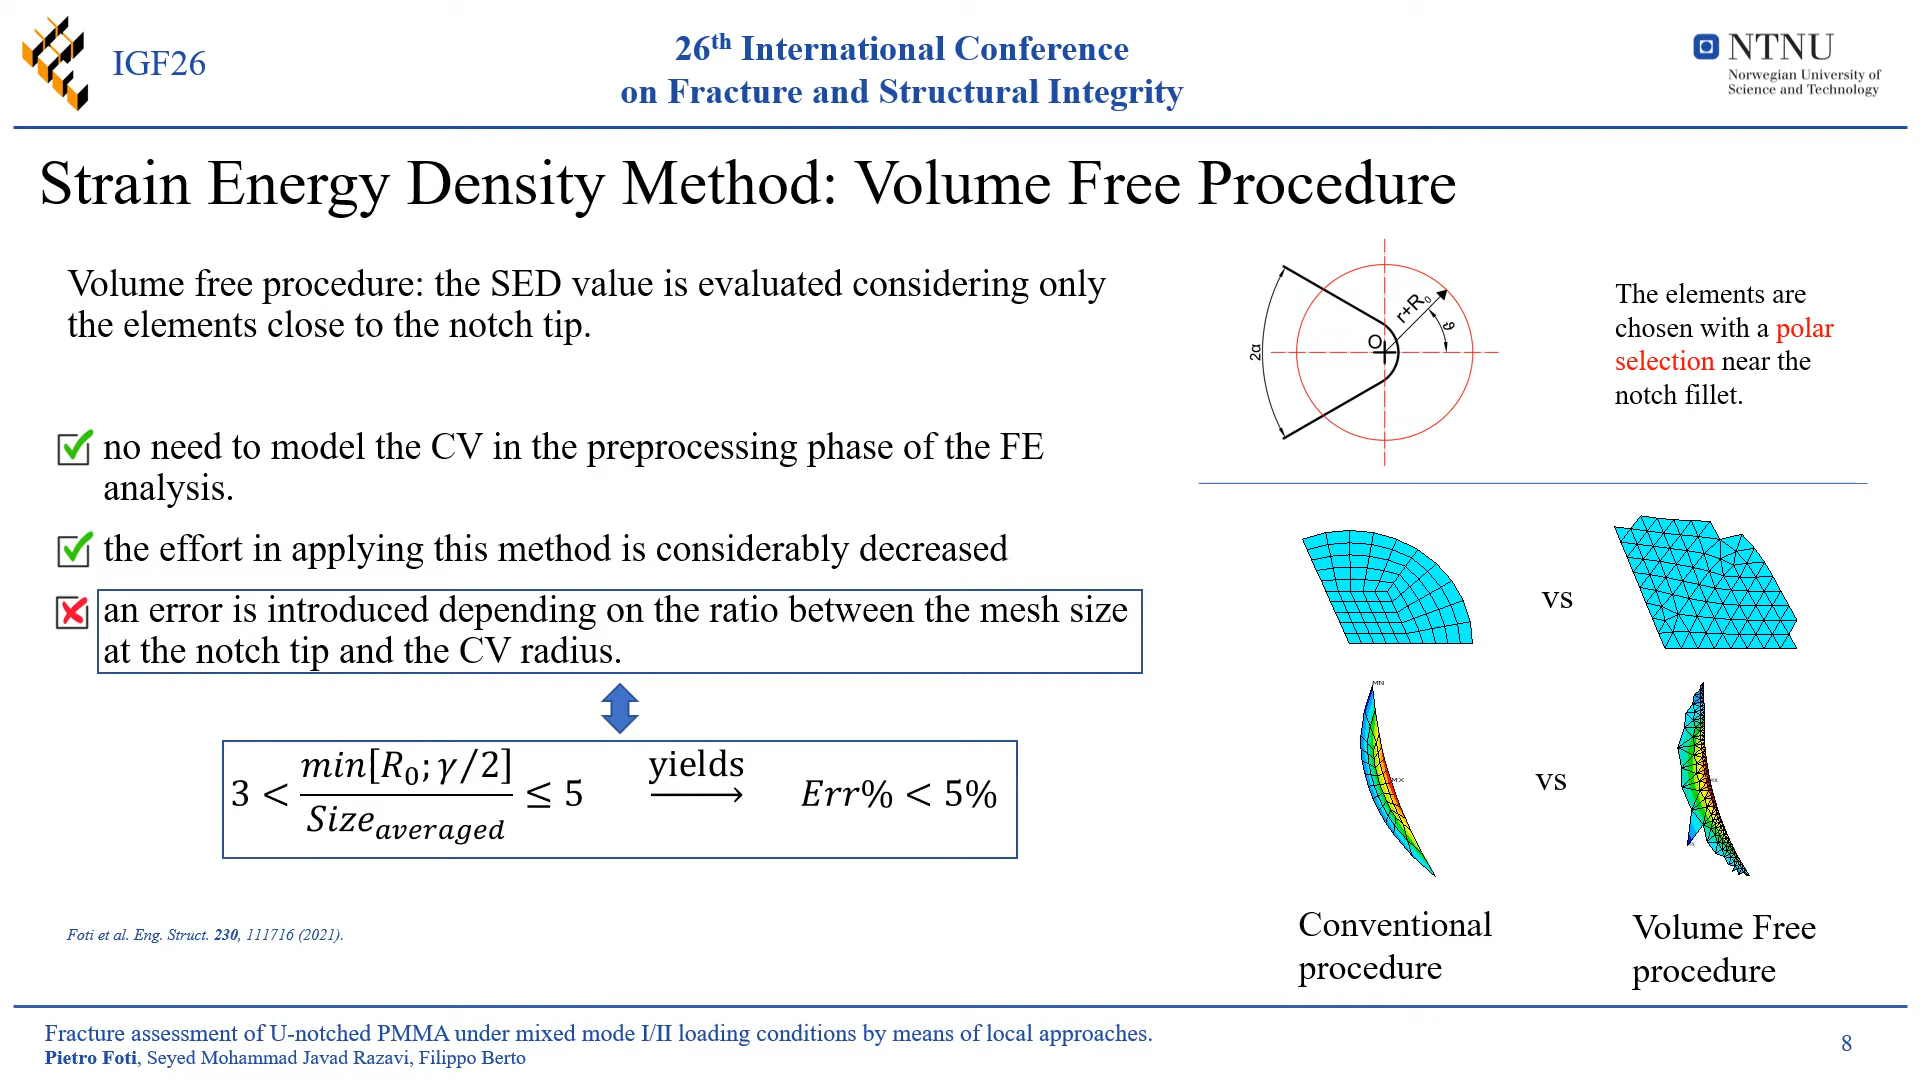 IGF26
26th International Conference
on Fracture and Structural Integrity
NTNU
Norwegian University of
Science and Technology
Strain Energy Density Method: Volume Free Procedure
Volume free procedure: the SED value is evaluated considering only
the elements close to the notch tip.
no need to model the CV in the preprocessing phase of the FE
analysis.
the effort in applying this method is considerably decreased
an error is introduced depending on the ratio between the mesh size
at the notch tip and the CV radius.
3 < min[R₀; γ/2] / Size_averaged ≤ 5 yields ⟶ Err% < 5%
Foti et al. Eng. Struct. 230, 111716 (2021).
2α
O
r+R₀
ϑ
The elements are
chosen with a polar
selection near the
notch fillet.
vs
MN
MX
vs
Conventional
procedure
Volume Free
procedure
Fracture assessment of U-notched PMMA under mixed mode I/II loading conditions by means of local approaches.
Pietro Foti, Seyed Mohammad Javad Razavi, Filippo Berto
8